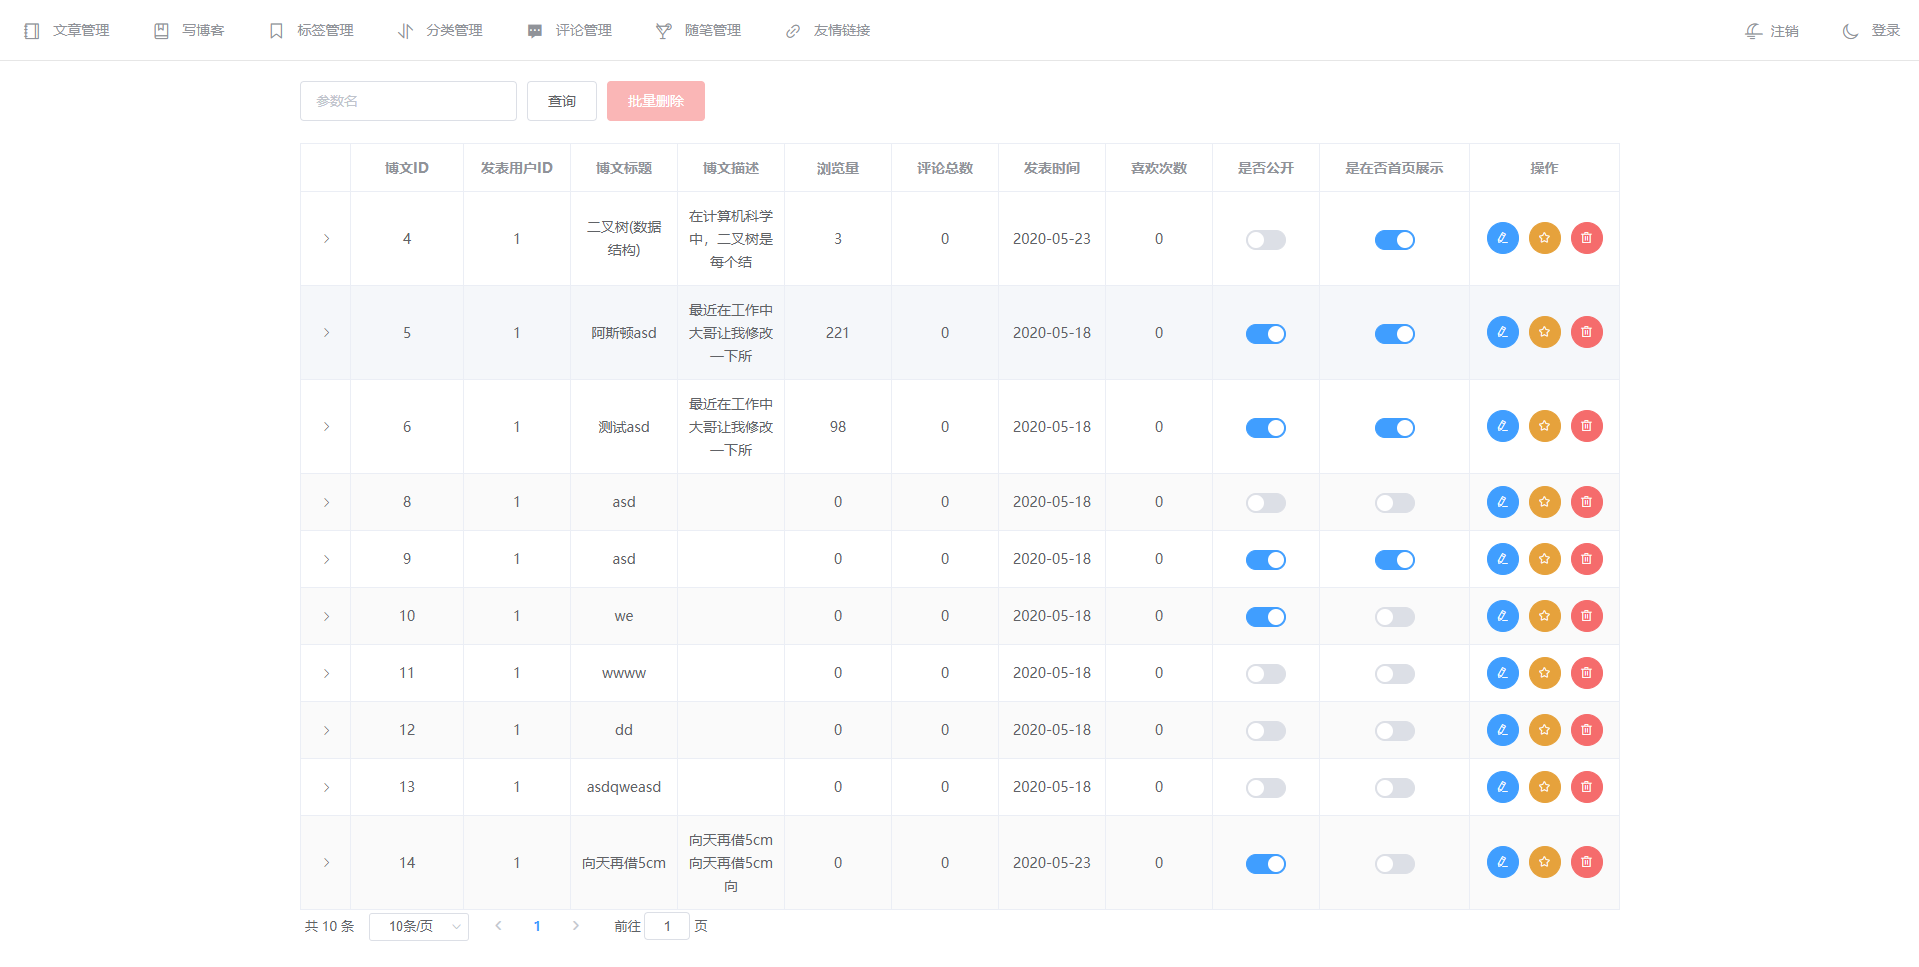 文章管理 写博客 标签管理 分类管理 评论管理 随笔管理 友情链接 注销 登录
参数名 查询 批量删除
博文ID 发表用户ID 博文标题 博文描述 浏览量 评论总数 发表时间 喜欢次数 是否公开 是在否首页展示 操作
4 1 二叉树(数据
结构) 在计算机科学
中，二叉树是
每个结 3 0 2020-05-23 0
5 1 阿斯顿asd 最近在工作中
大哥让我修改
一下所 221 0 2020-05-18 0
6 1 测试asd 最近在工作中
大哥让我修改
一下所 98 0 2020-05-18 0
8 1 asd 0 0 2020-05-18 0
9 1 asd 0 0 2020-05-18 0
10 1 we 0 0 2020-05-18 0
11 1 wwww 0 0 2020-05-18 0
12 1 dd 0 0 2020-05-18 0
13 1 asdqweasd 0 0 2020-05-18 0
14 1 向天再借5cm 向天再借5cm
向天再借5cm
向 0 0 2020-05-23 0
共 10 条 10条/页 1 前往 1 页